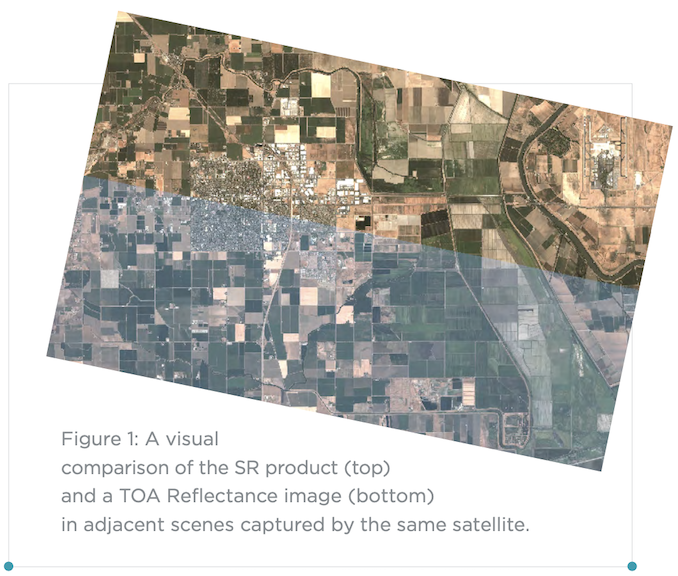 Figure 1: A visual
comparison of the SR product (top)
and a TOA Reflectance image (bottom)
in adjacent scenes captured by the same satellite.